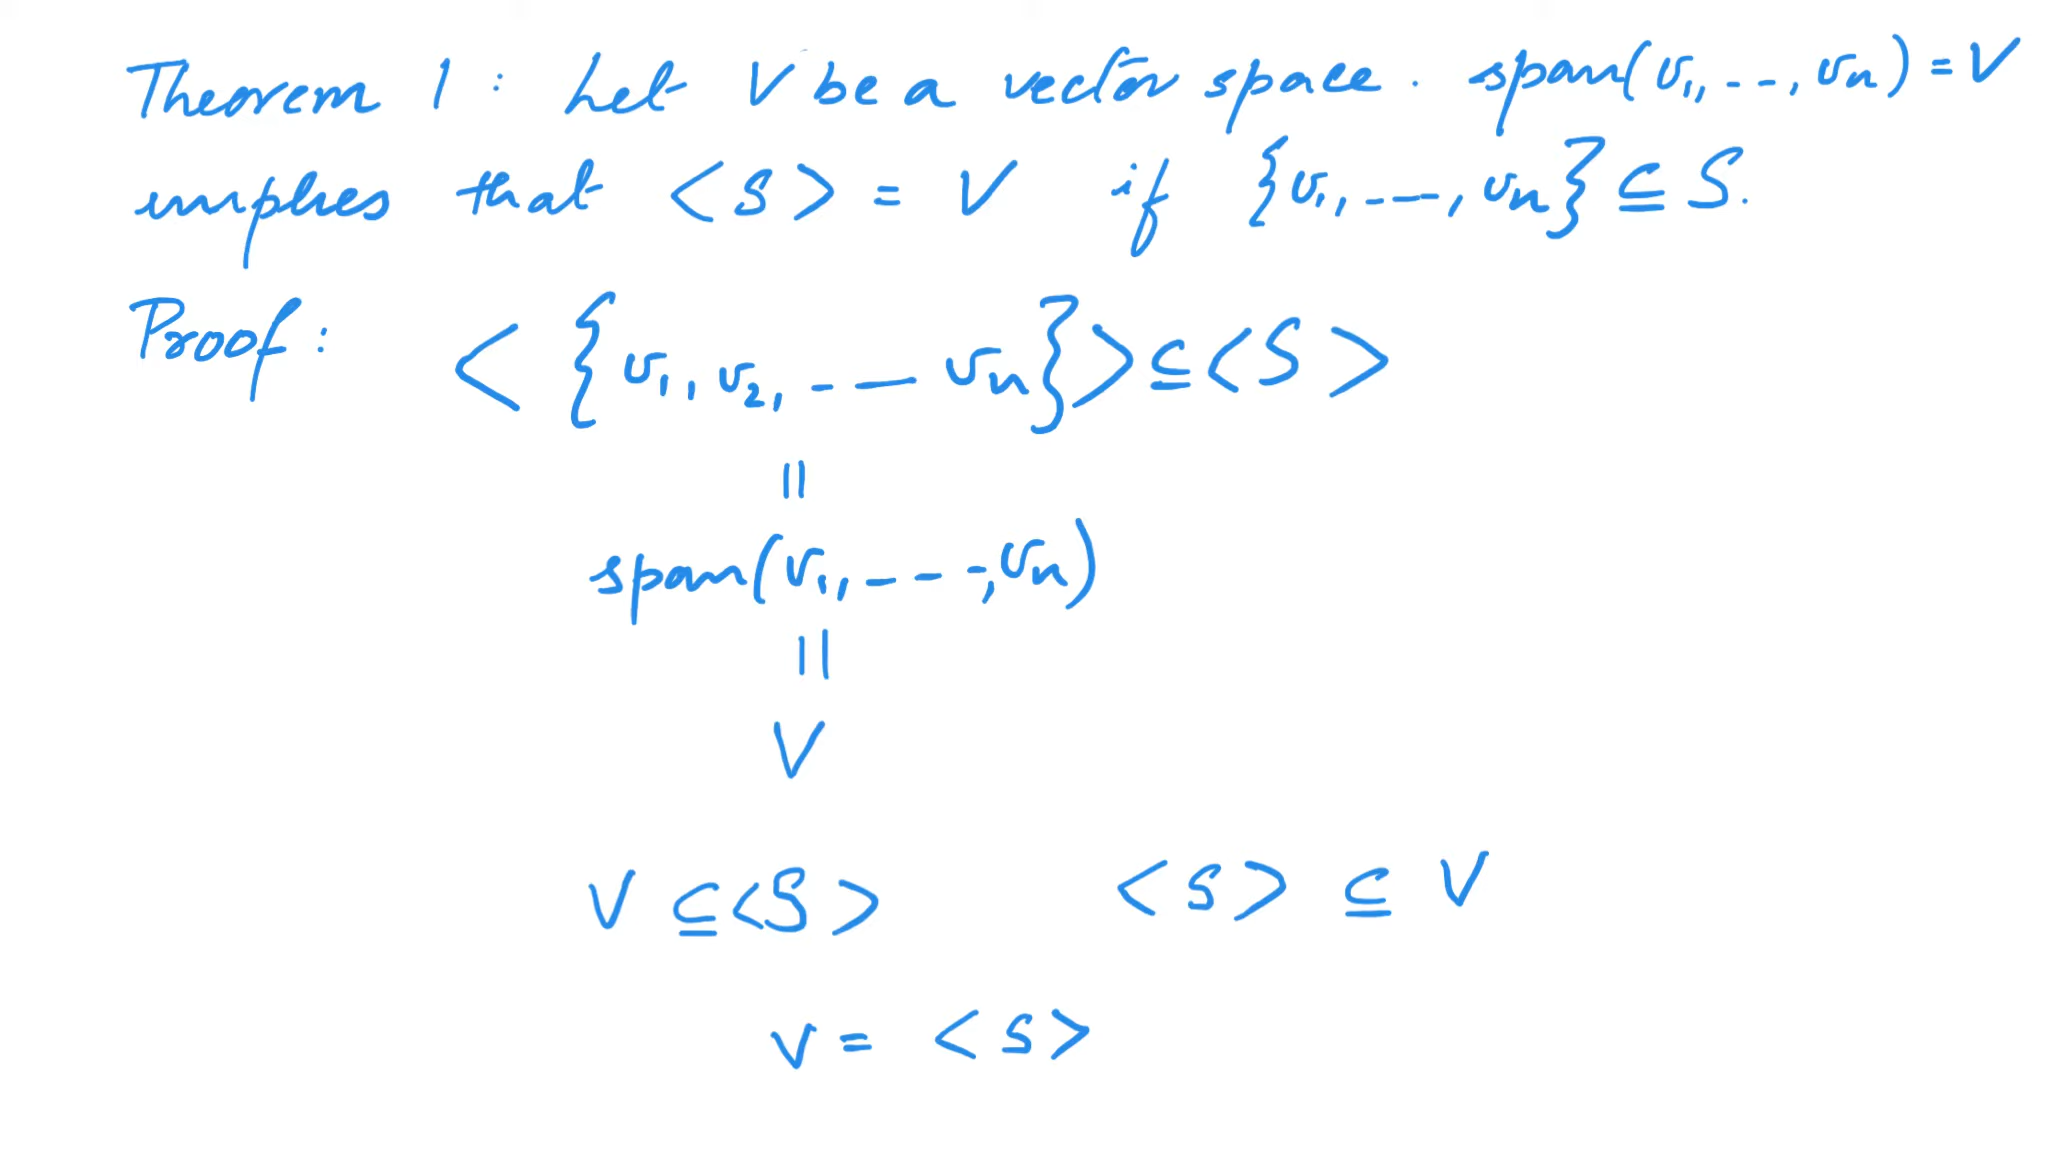 Theorem 1 : Let V be a vector space. span(v₁, --, vₙ) = V
implies that <S> = V if {v₁, ---, vₙ} ⊆ S.
Proof : < {v₁, v₂, --- vₙ} > ⊆ <S>
||
span(v₁, ---, vₙ)
||
V
V ⊆ <S> <S> ⊆ V
V = <S>